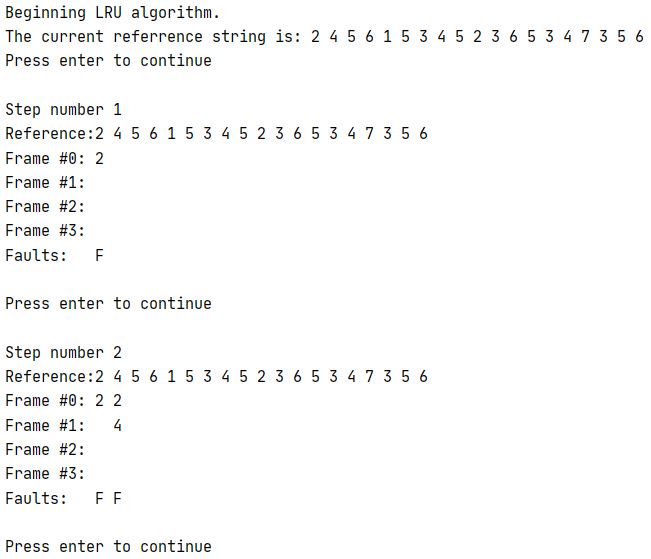 Beginning LRU algorithm.
The current referrence string is: 2 4 5 6 1 5 3 4 5 2 3 6 5 3 4 7 3 5 6
Press enter to continue
Step number 1
Reference:2 4 5 6 1 5 3 4 5 2 3 6 5 3 4 7 3 5 6
Frame #0: 2
Frame #1:
Frame #2:
Frame #3:
Faults:   F
Press enter to continue
Step number 2
Reference:2 4 5 6 1 5 3 4 5 2 3 6 5 3 4 7 3 5 6
Frame #0: 2 2
Frame #1:   4
Frame #2:
Frame #3:
Faults:   F F
Press enter to continue